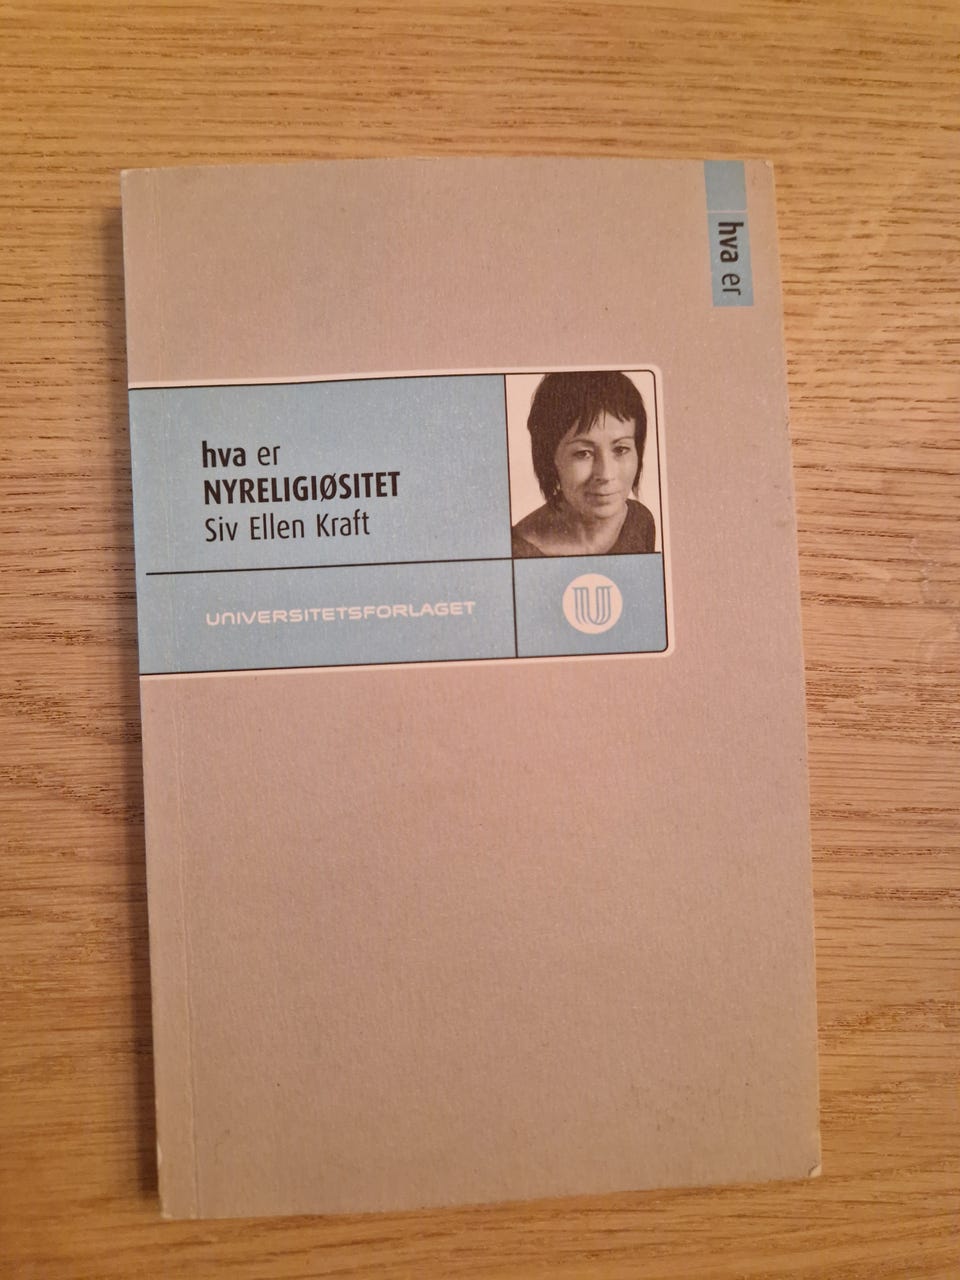 hva er
hva er
NYRELIGIØSITET
Siv Ellen Kraft
UNIVERSITETSFORLAGET
U